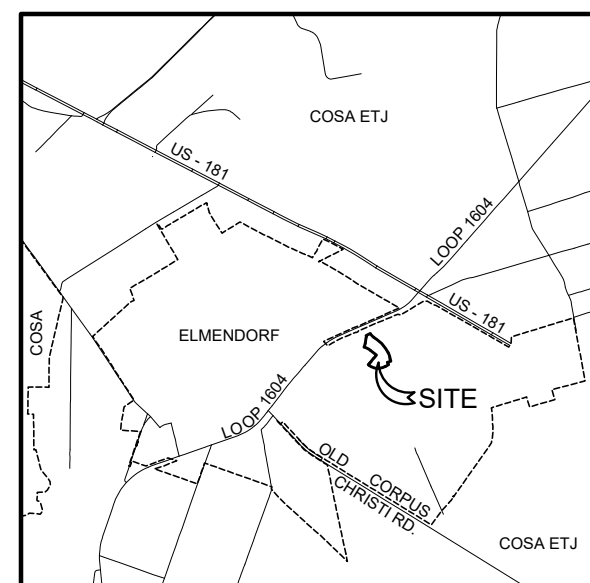 COSA ETJ
US - 181
LOOP 1604
US - 181
COSA
ELMENDORF
SITE
LOOP 1604
OLD CORPUS
CHRISTI RD.
COSA ETJ